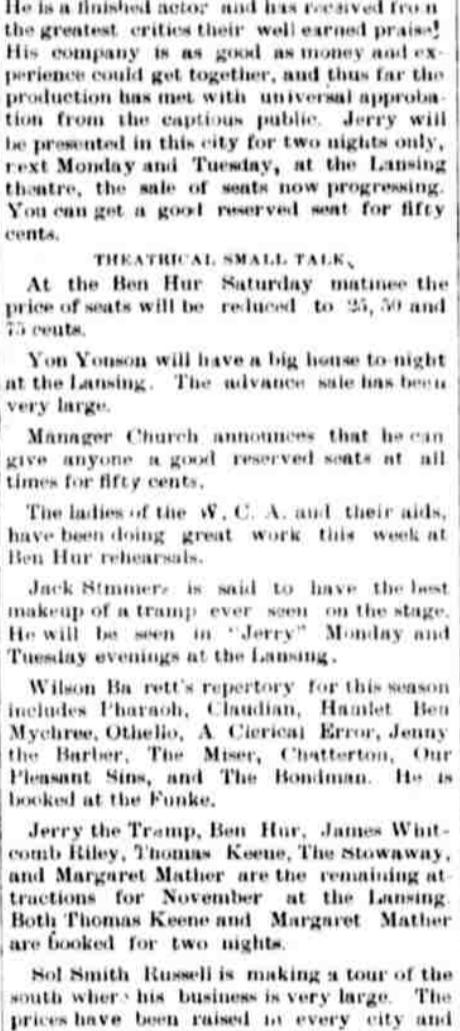 He is a finished actor and has received from
the greatest critics their well earned praise!
His company is as good as money and ex-
perience could get together, and thus far the
production has met with universal approba-
tion from the captious public. Jerry will
be presented in this city for two nights only,
next Monday and Tuesday, at the Lansing
theatre, the sale of seats now progressing.
You can get a good reserved seat for fifty
cents.
THEATRICAL SMALL TALK.
At the Ben Hur Saturday matinee the
price of seats will be reduced to 25, 50 and
75 cents.
Yon Yonson will have a big house to-night
at the Lansing. The advance sale has been
very large.
Manager Church announces that he can
give anyone a good reserved seats at all
times for fifty cents.
The ladies of the W. C. A. and their aids,
have been doing great work this week at
Ben Hur rehearsals.
Jack is said to have the best
makeup of a tramp ever seen on the stage.
He will be seen in "Jerry" Monday and
Tuesday evenings at the Lansing.
Wilson Ba rett's repertory for this season
includes Pharaoh, Claudian, Hamlet Ben
Mychree, Othello, A Clerical Error, Jenny
the Barber, The Miser, Chatterton, Our
Pleasant Sins, and The Bondman. He is
booked at the Funke.
Jerry the Tramp, Ben Hur, James Whit-
comb Riley, Thomas Keene, The Stowaway,
and Margaret Mather are the remaining at-
tractions for November at the Lansing.
Both Thomas Keene and Margaret Mather
are booked for two nights.
Sol Smith Russell is making a tour of the
south where his business is very large. The
prices have been raised in every city and